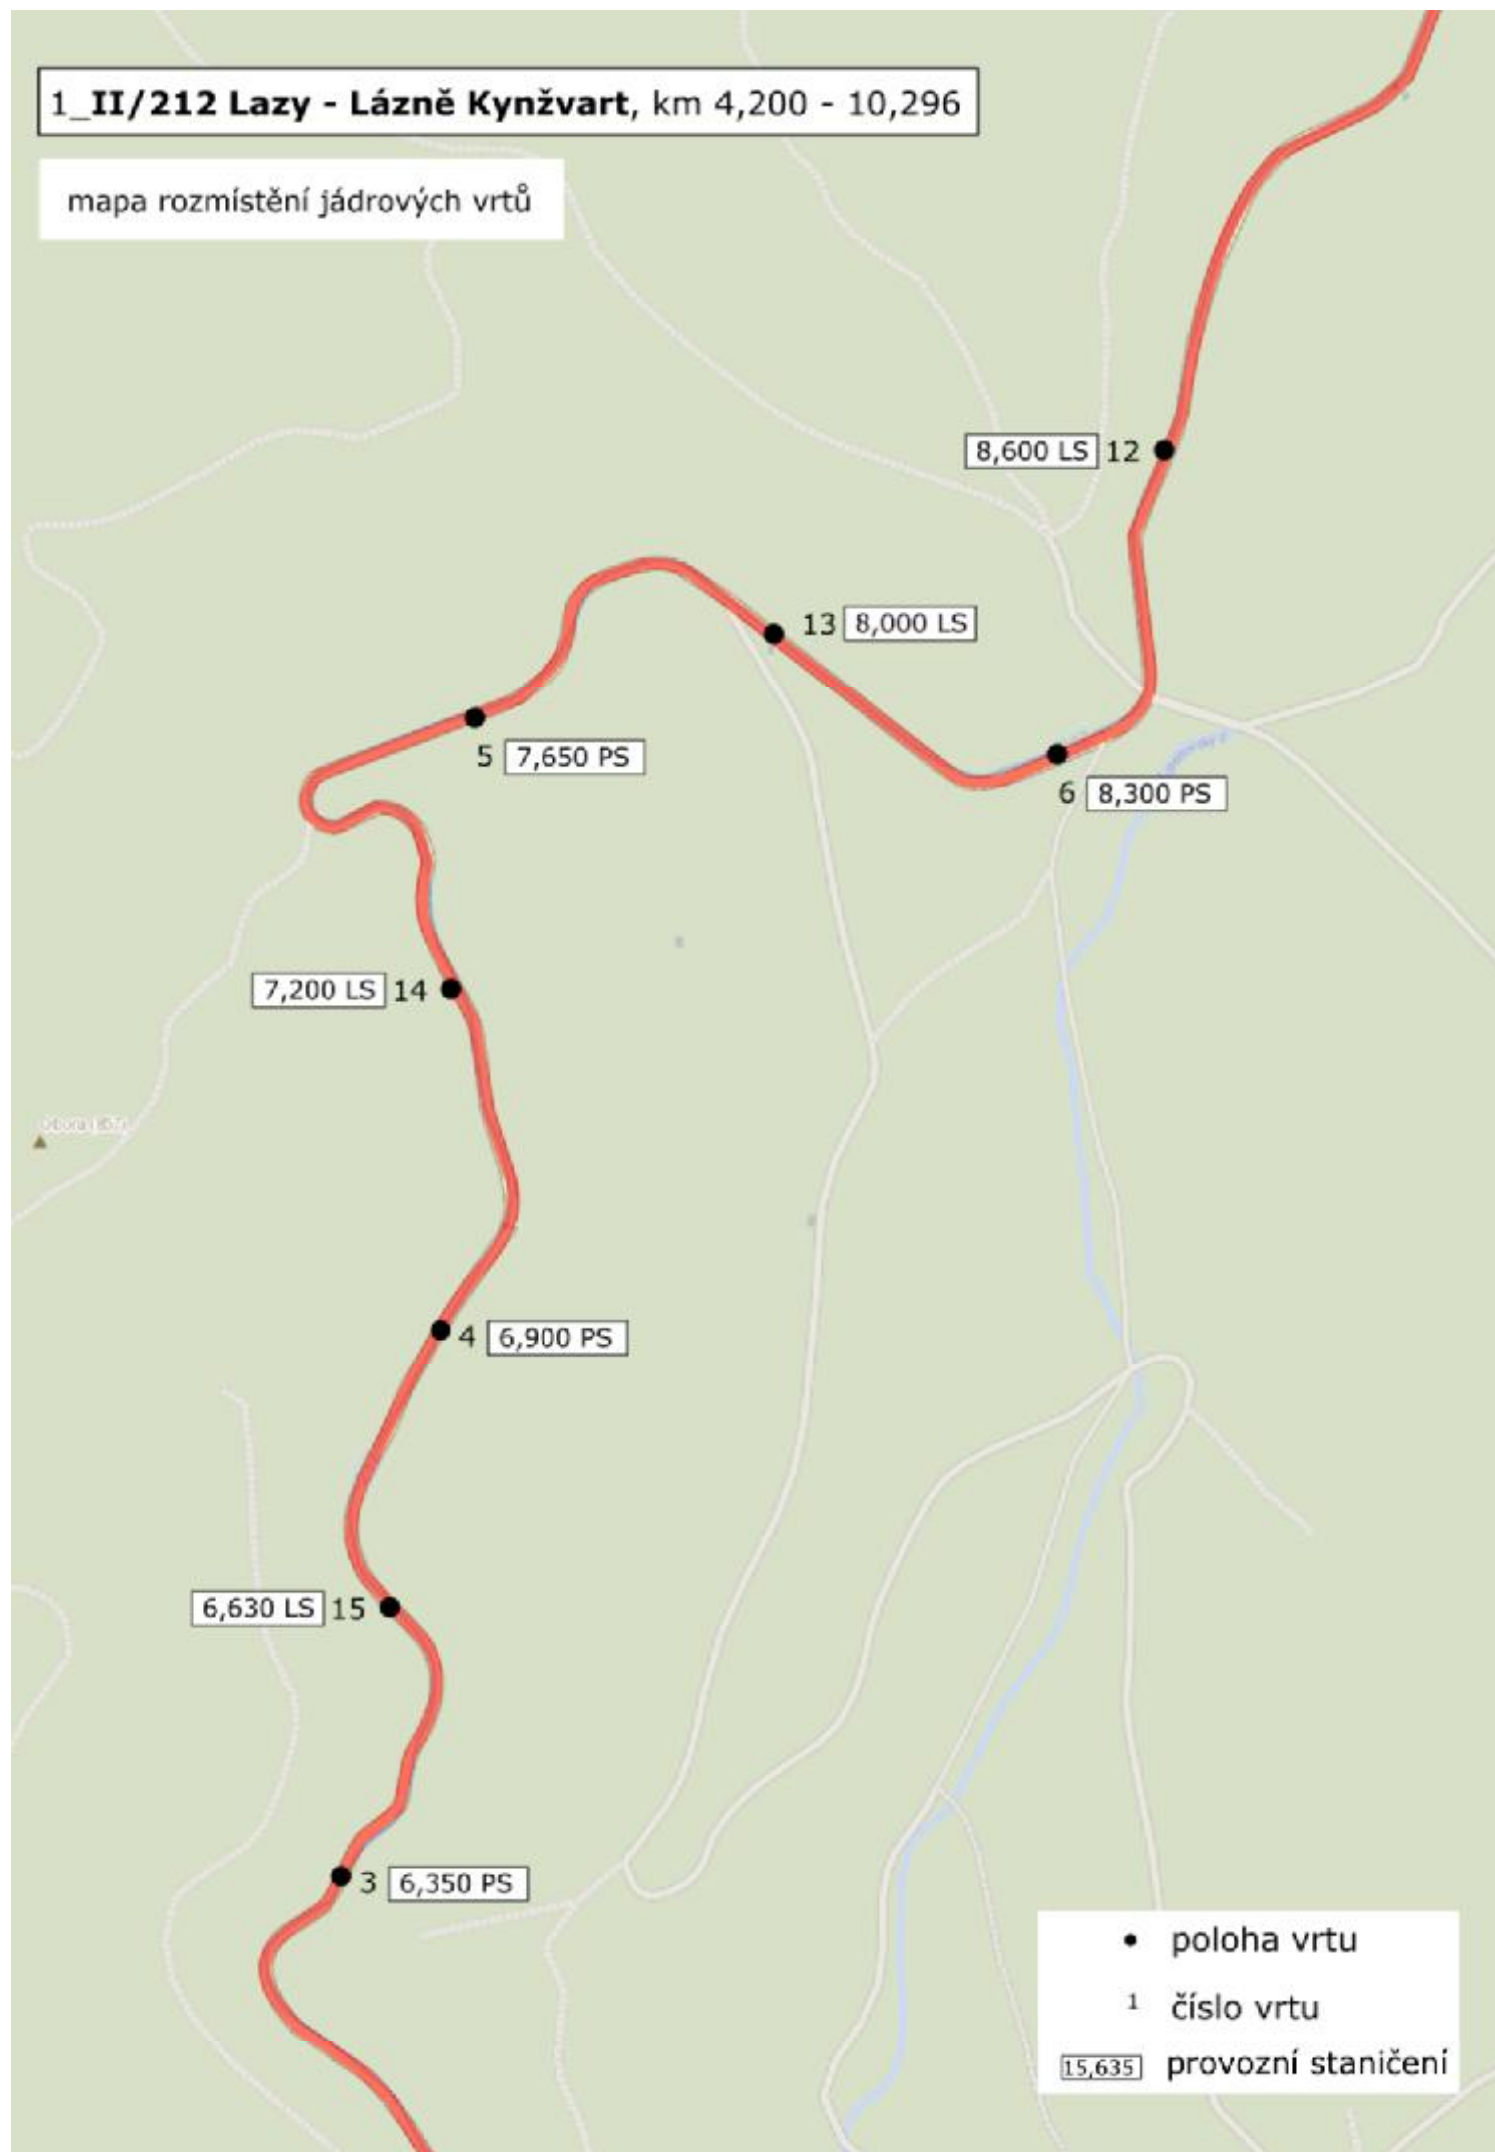 1_II/212 Lazy - Lázně Kynžvart, km 4,200 - 10,296
mapa rozmístění jádrových vrtů
8,600 LS 12
13 8,000 LS
5 7,650 PS
6 8,300 PS
7,200 LS 14
4 6,900 PS
6,630 LS 15
3 6,350 PS
poloha vrtu
1 číslo vrtu
15,635 provozní staničení